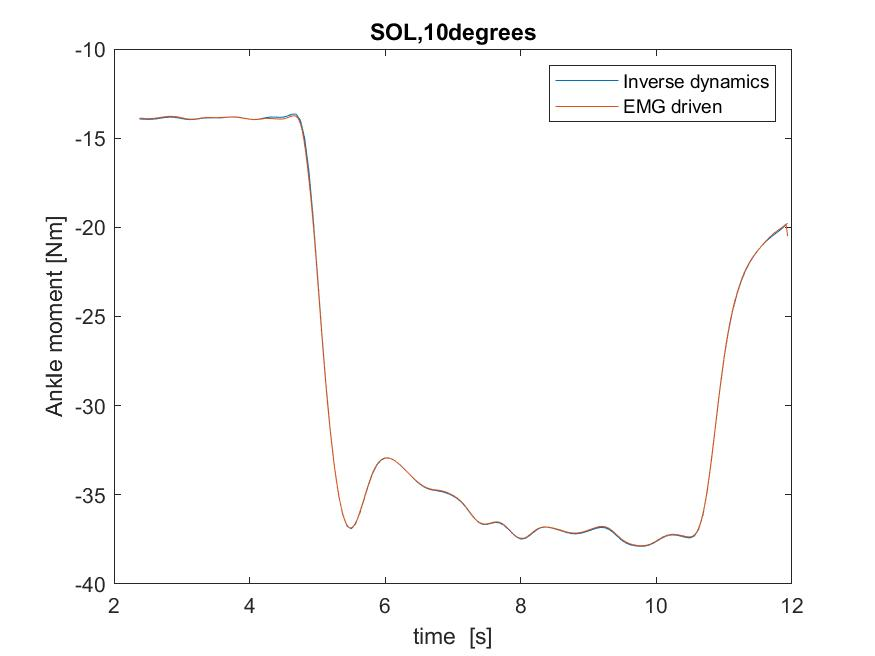 SOL,10degrees
Inverse dynamics
EMG driven
-10
-15
-20
-25
-30
-35
-40
Ankle moment [Nm]
2 4 6 8 10 12
time [s]